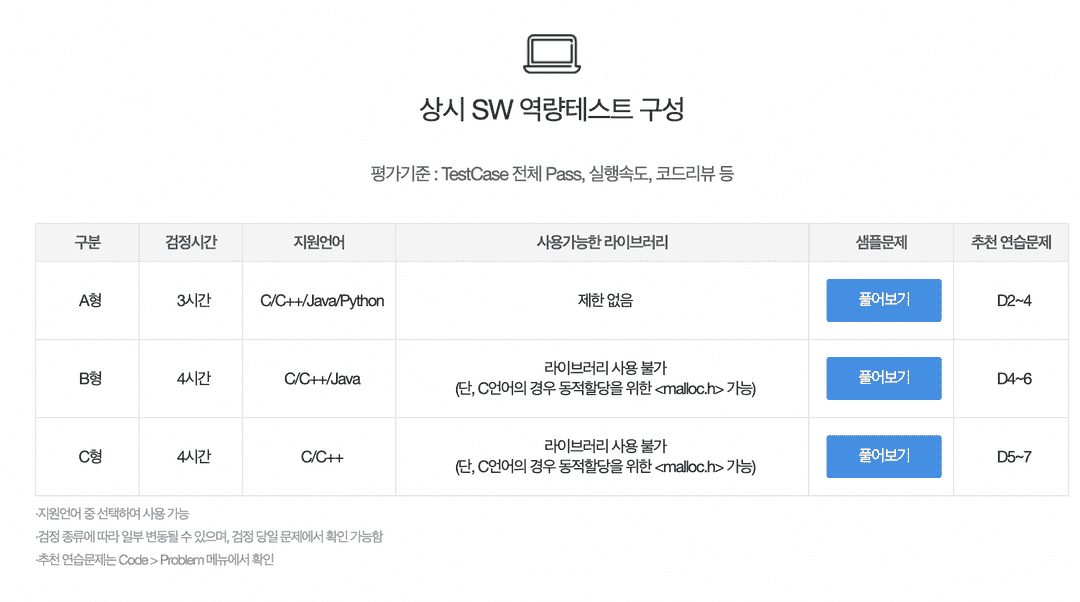 상시 SW 역량테스트 구성
평가기준 : TestCase 전체 Pass, 실행속도, 코드리뷰 등
구분 검정시간 지원언어 사용가능한 라이브러리 샘플문제 추천 연습문제
A형 3시간 C/C++/Java/Python 제한 없음 풀어보기 D2~4
B형 4시간 C/C++/Java 라이브러리 사용 불가 풀어보기 D4~6
(단, C언어의 경우 동적할당을 위한 <malloc.h> 가능)
C형 4시간 C/C++ 라이브러리 사용 불가 풀어보기 D5~7
(단, C언어의 경우 동적할당을 위한 <malloc.h> 가능)
·지원언어 중 선택하여 사용 가능
·검정 종류에 따라 일부 변동될 수 있으며, 검정 당일 문제에서 확인 가능함
·추천 연습문제는 Code > Problem 메뉴에서 확인